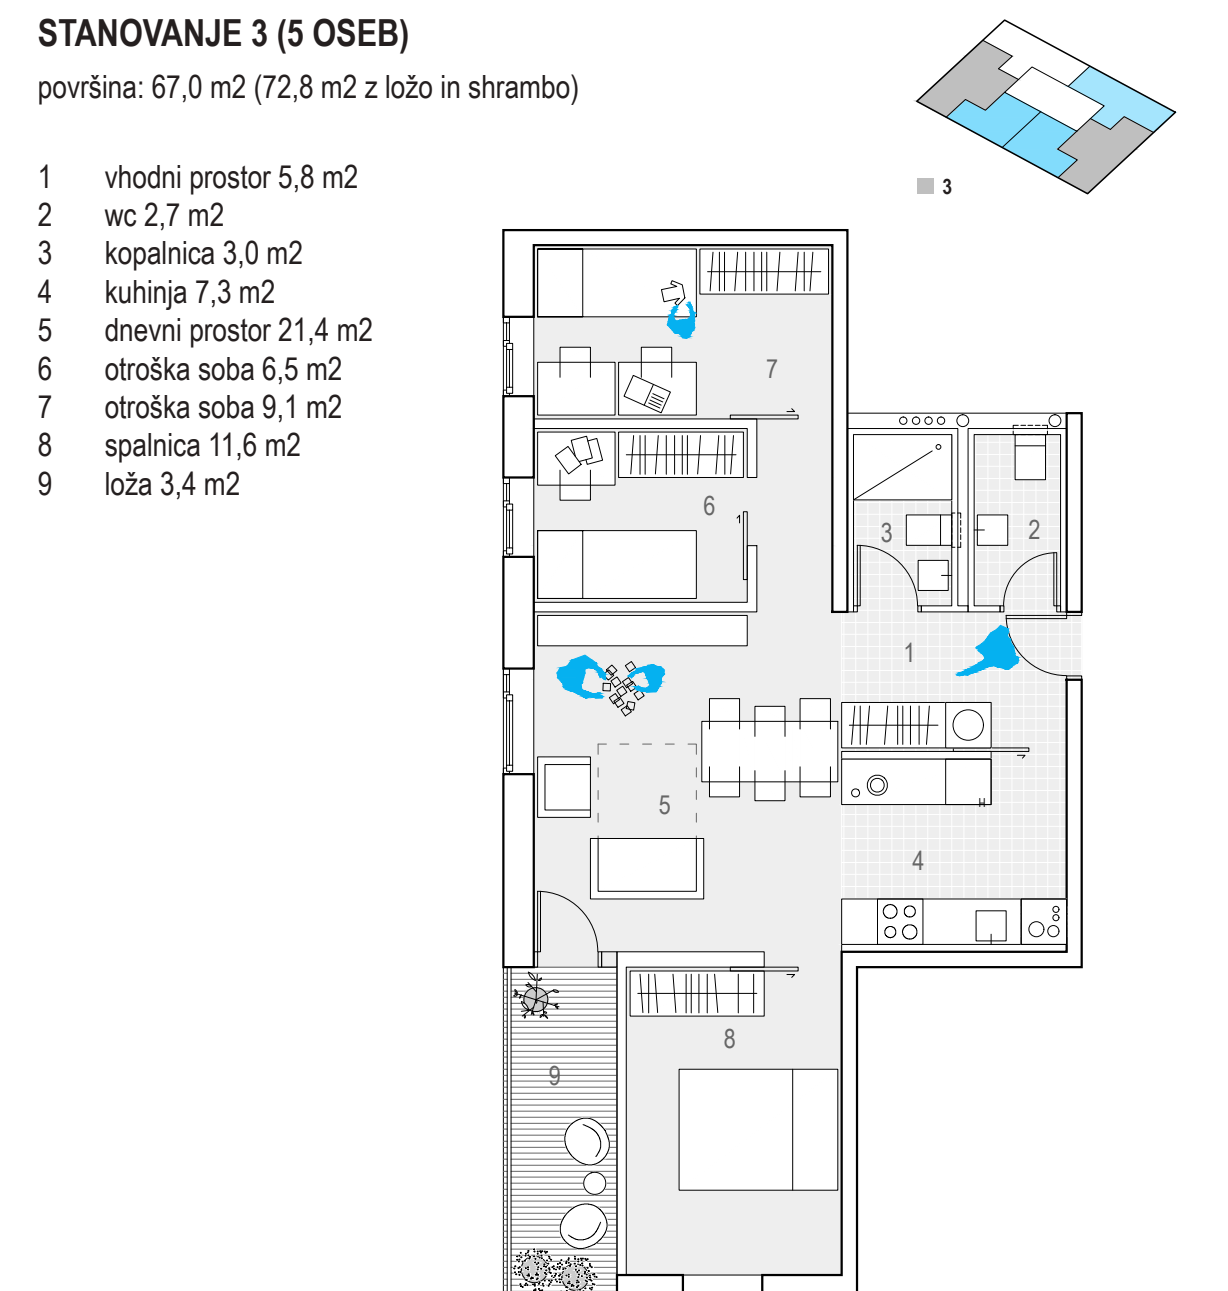 STANOVANJE 3 (5 OSEB)
površina: 67,0 m2 (72,8 m2 z ložo in shrambo)
1 vhodni prostor 5,8 m2
2 wc 2,7 m2
3 kopalnica 3,0 m2
4 kuhinja 7,3 m2
5 dnevni prostor 21,4 m2
6 otroška soba 6,5 m2
7 otroška soba 9,1 m2
8 spalnica 11,6 m2
9 loža 3,4 m2
3
7
6
3
2
1
5
4
8
9
H